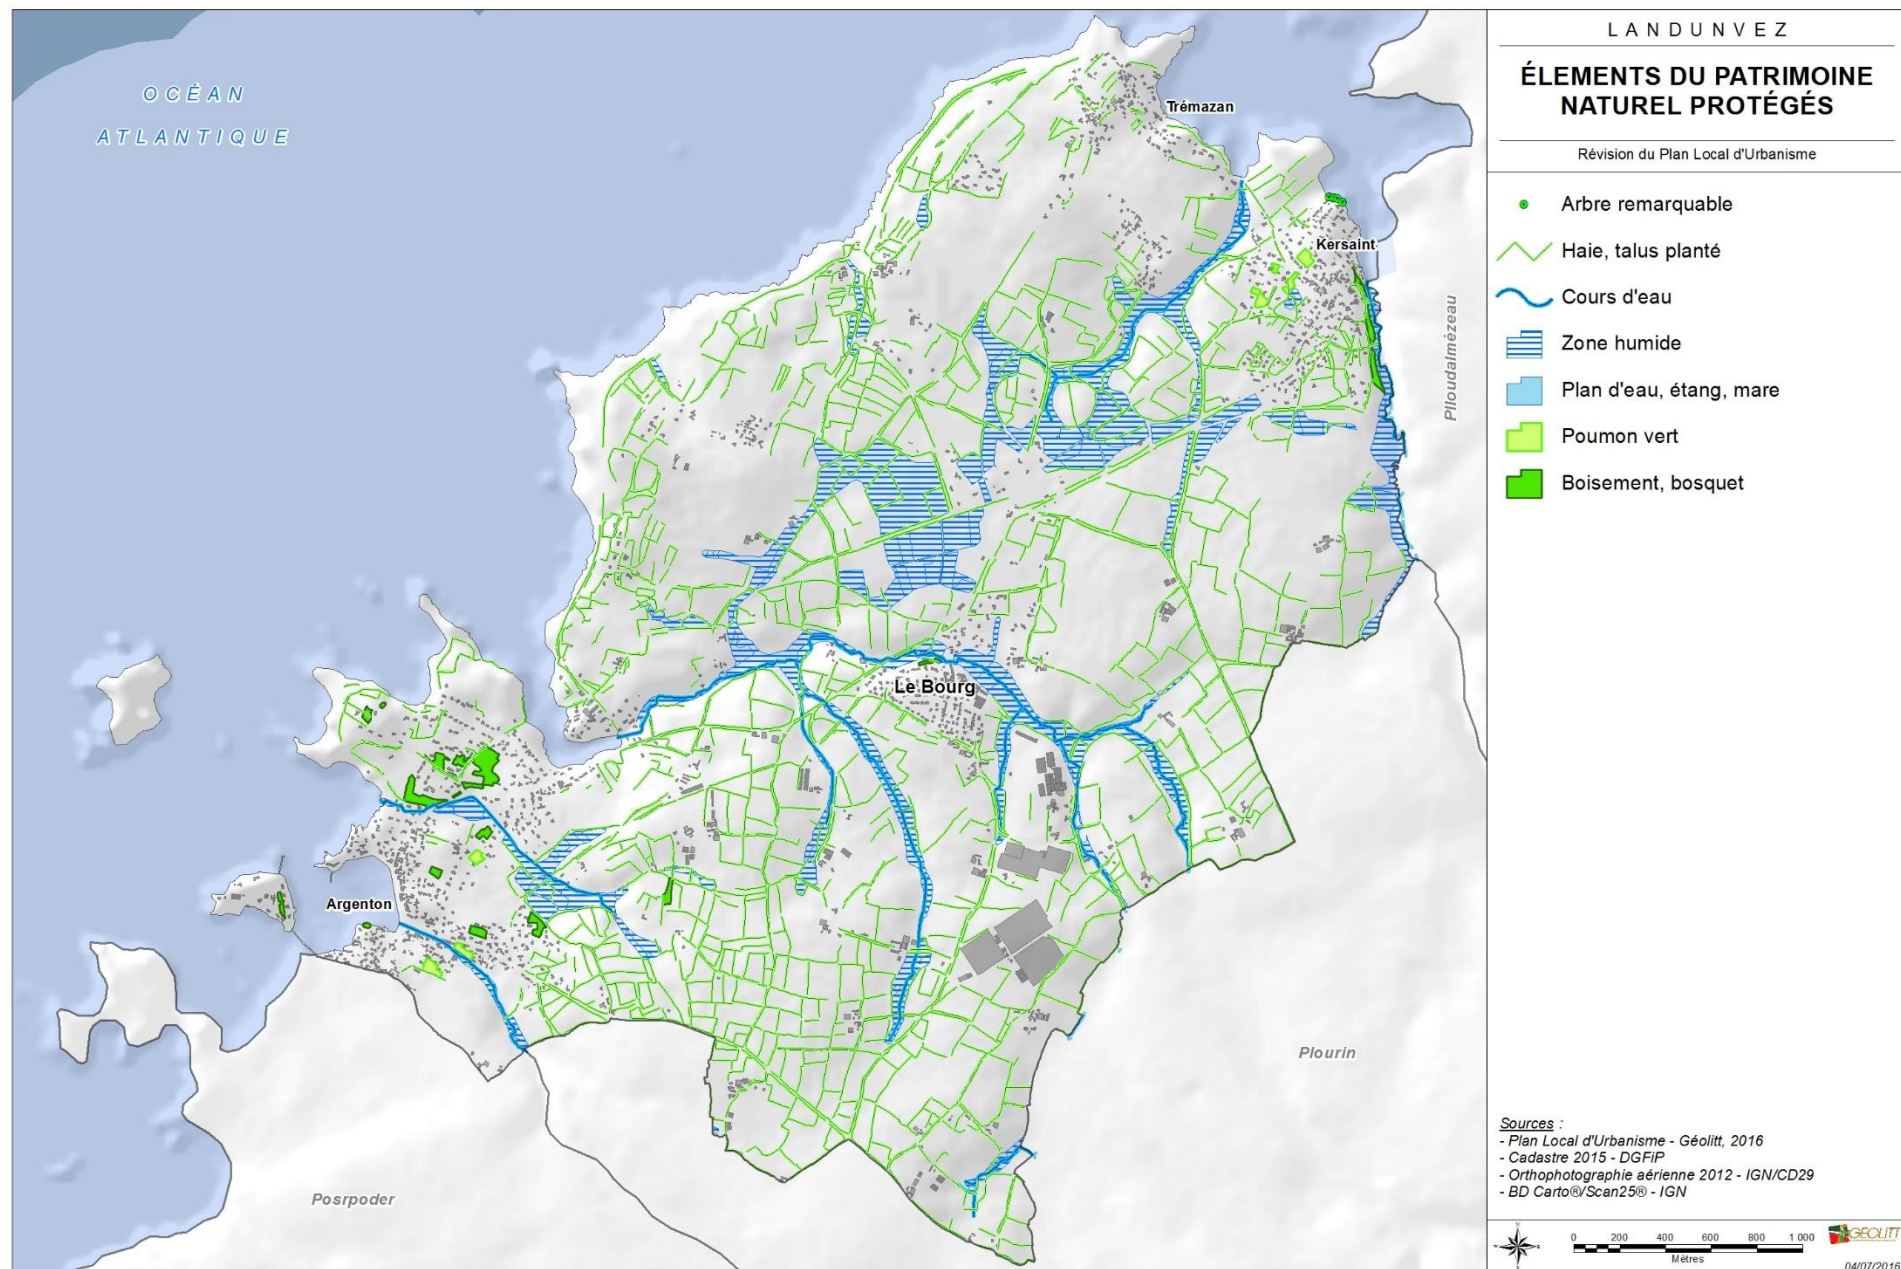 OCÉAN
ATLANTIQUE
Trémazan
Kersaint
Plloudalmézeau
Le Bourg
Argenton
Plourin
Posrpoder
LANDUNVEZ
ÉLEMENTS DU PATRIMOINE
NATUREL PROTÉGÉS
Révision du Plan Local d'Urbanisme
Arbre remarquable
Haie, talus planté
Cours d'eau
Zone humide
Plan d'eau, étang, mare
Poumon vert
Boisement, bosquet
Sources :
- Plan Local d'Urbanisme - Géolitt, 2016
- Cadastre 2015 - DGFiP
- Orthophotographie aérienne 2012 - IGN/CD29
- BD Carto®/Scan25® - IGN
0 200 400 600 800 1 000
Mètres
GEOLITT
04/07/2016